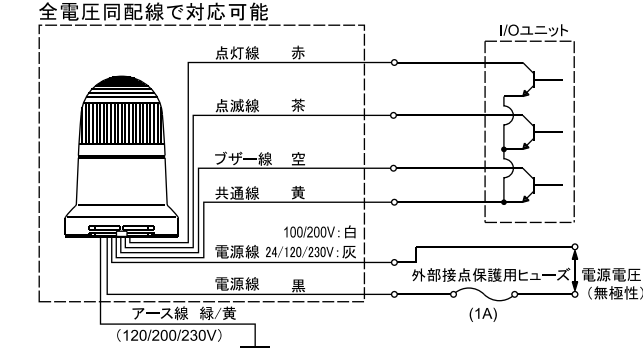 全電圧同配線で対応可能
I/Oユニット
点灯線 赤
点滅線 茶
ブザー線 空
共通線 黄
100/200V:白
電源線 24/120/230V:灰
外部接点保護用ヒューズ
電源電圧
(無極性)
電源線 黒
(1A)
アース線 緑/黄
(120/200/230V)